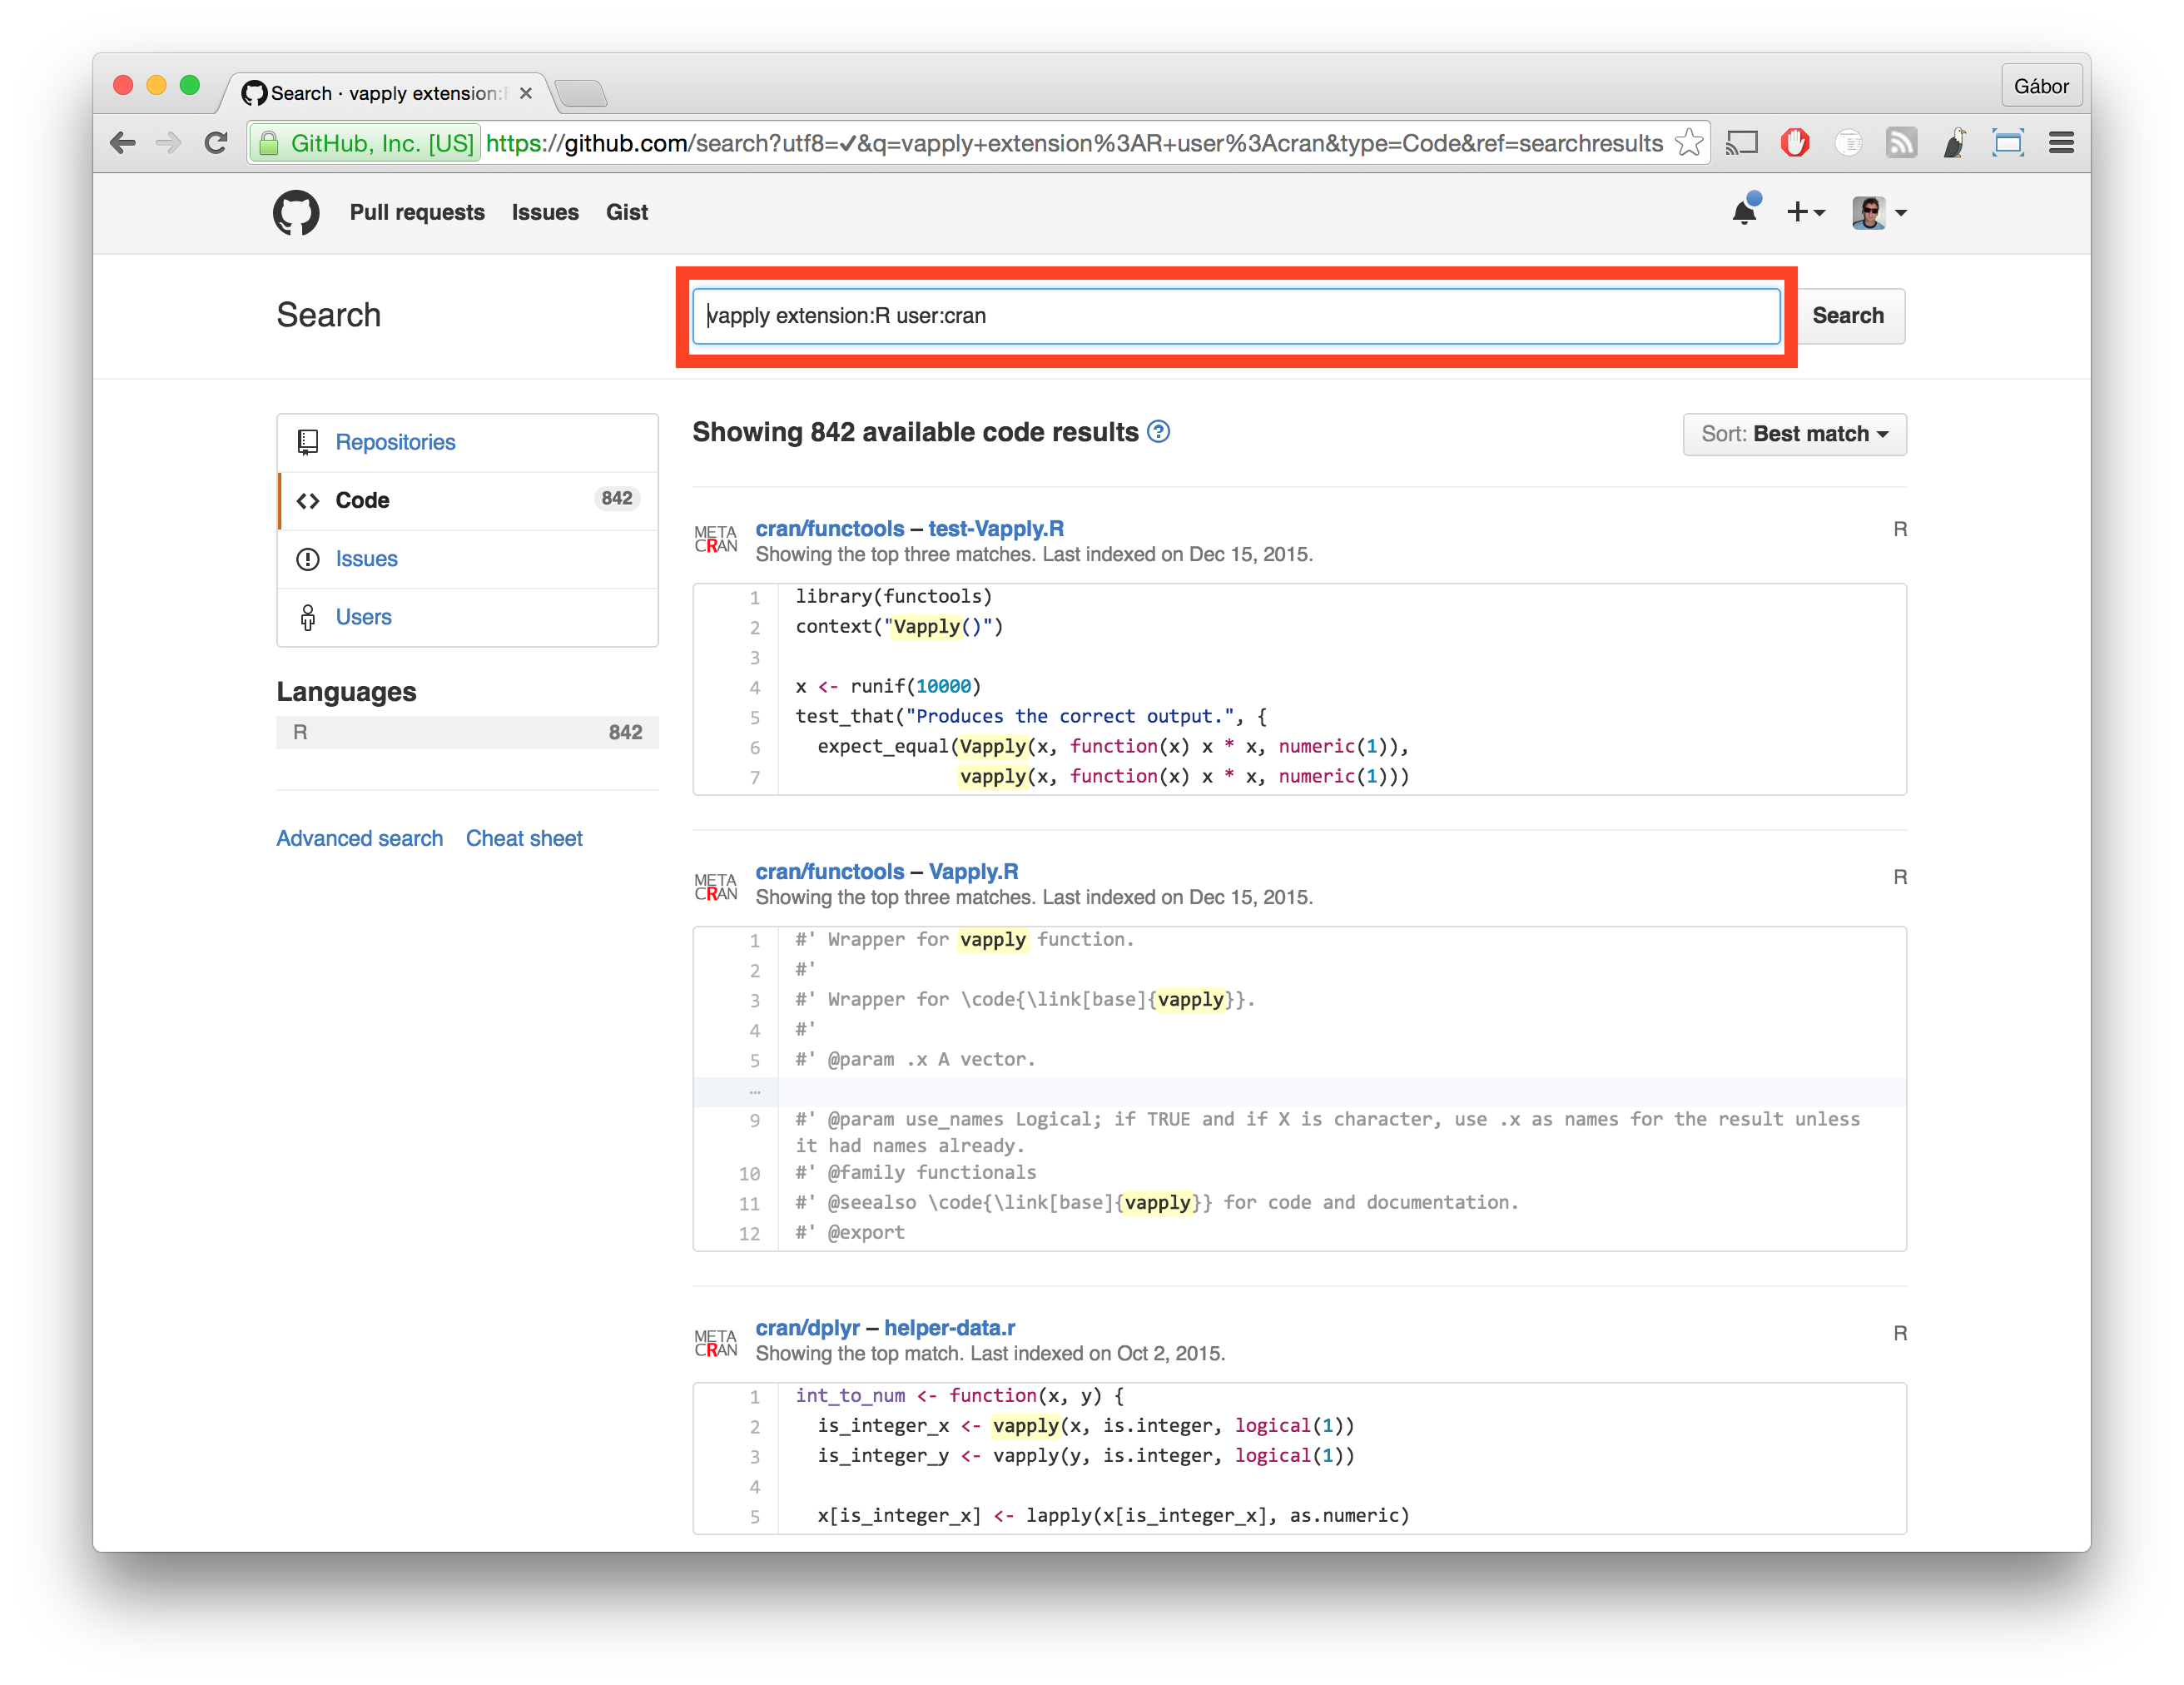 Search · vapply extension:R
Gábor
GitHub, Inc. [US] https://github.com/search?utf8=✓&q=vapply+extension%3AR+user%3Acran&type=Code&ref=searchresults
Pull requests Issues Gist
Search
vapply extension:R user:cran
Search
Repositories
Code 842
Issues
Users
Languages
R 842
Advanced search Cheat sheet
Showing 842 available code results ?
Sort: Best match
META CRAN
cran/functools – test-Vapply.R
R
Showing the top three matches. Last indexed on Dec 15, 2015.
1 library(functools)
2 context("Vapply()")
3
4 x <- runif(10000)
5 test_that("Produces the correct output.", {
6   expect_equal(Vapply(x, function(x) x * x, numeric(1)),
7                vapply(x, function(x) x * x, numeric(1)))
META CRAN
cran/functools – Vapply.R
R
Showing the top three matches. Last indexed on Dec 15, 2015.
1 #' Wrapper for vapply function.
2 #'
3 #' Wrapper for \code{\link[base]{vapply}}.
4 #'
5 #' @param .x A vector.
…
9 #' @param use_names Logical; if TRUE and if X is character, use .x as names for the result unless
it had names already.
10 #' @family functionals
11 #' @seealso \code{\link[base]{vapply}} for code and documentation.
12 #' @export
META CRAN
cran/dplyr – helper-data.r
R
Showing the top match. Last indexed on Oct 2, 2015.
1 int_to_num <- function(x, y) {
2   is_integer_x <- vapply(x, is.integer, logical(1))
3   is_integer_y <- vapply(y, is.integer, logical(1))
4
5   x[is_integer_x] <- lapply(x[is_integer_x], as.numeric)